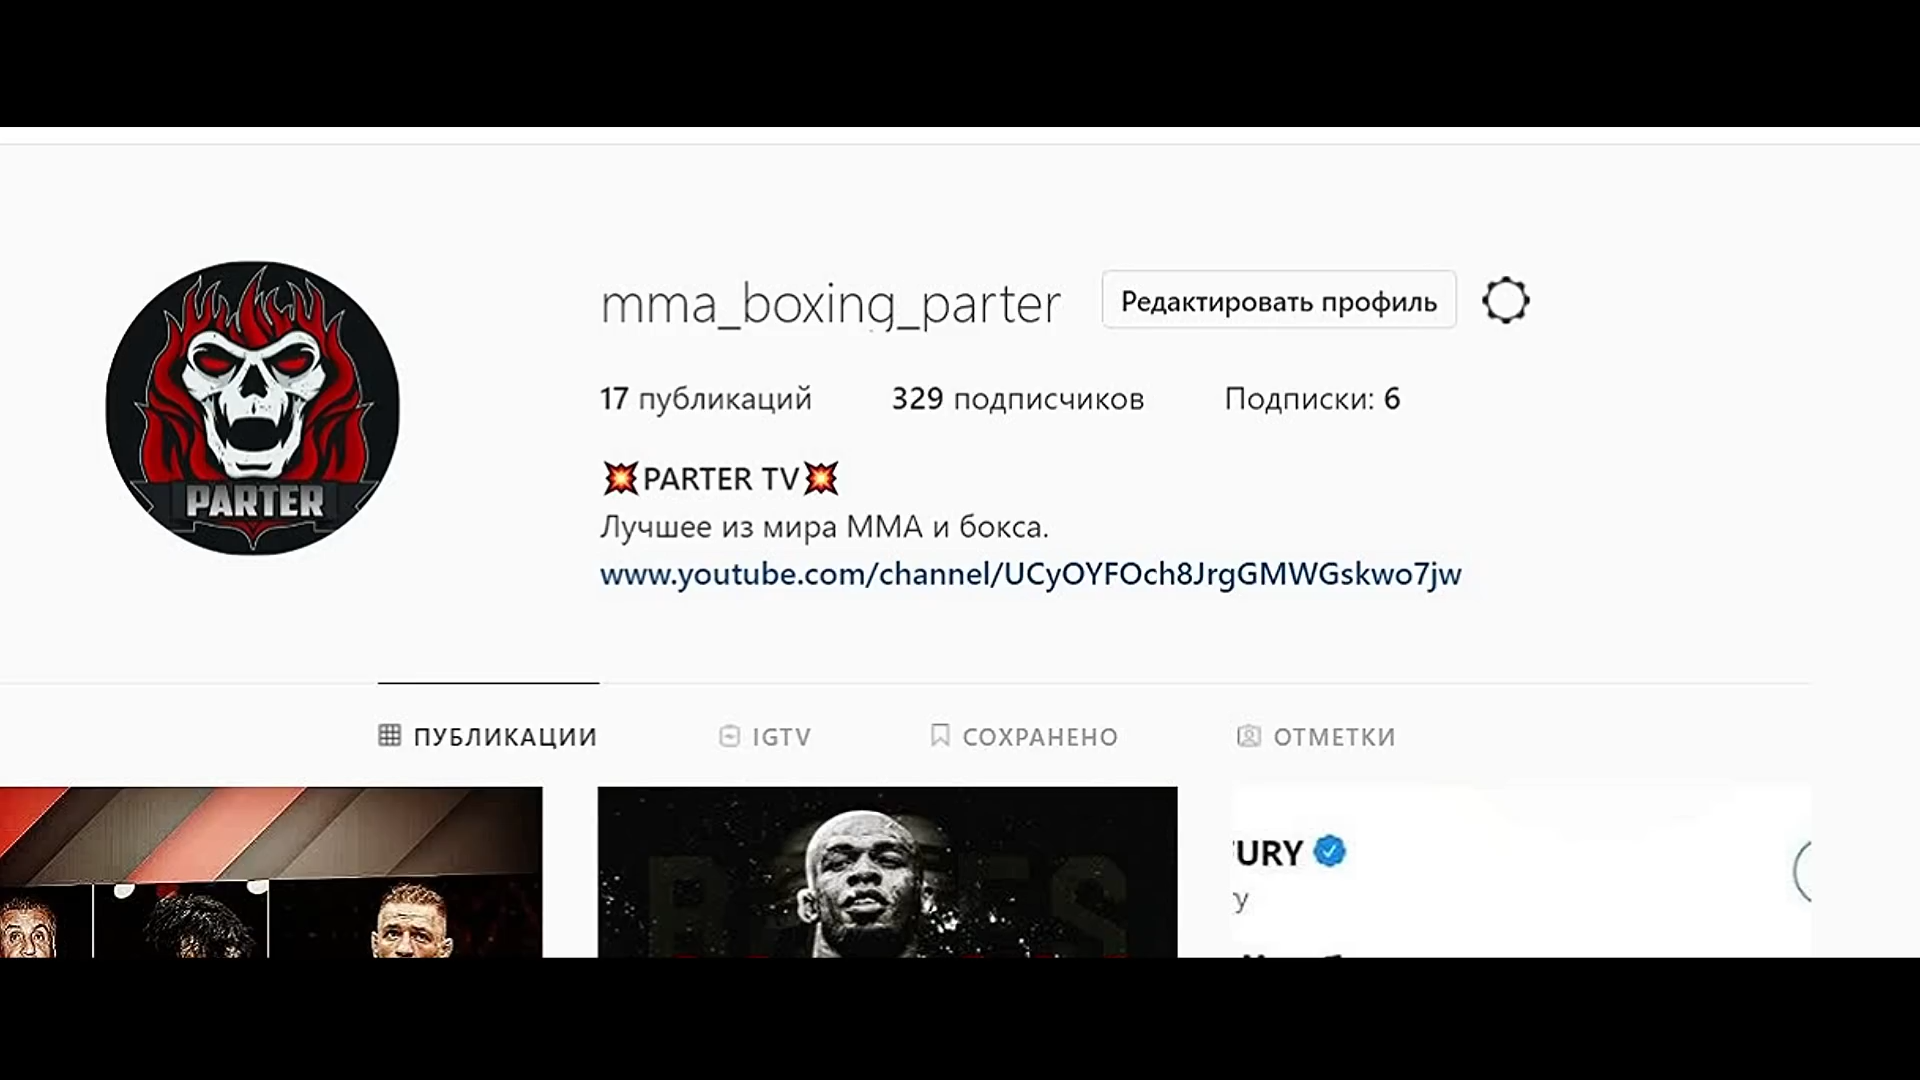 mma_boxing_parter
Редактировать профиль
17 публикаций 329 подписчиков Подписки: 6
💥PARTER TV💥
Лучшее из мира ММА и бокса.
www.youtube.com/channel/UCyOYFOch8JrgGMWGskwo7jw
PARTER
ПУБЛИКАЦИИ IGTV СОХРАНЕНО ОТМЕТКИ
URY